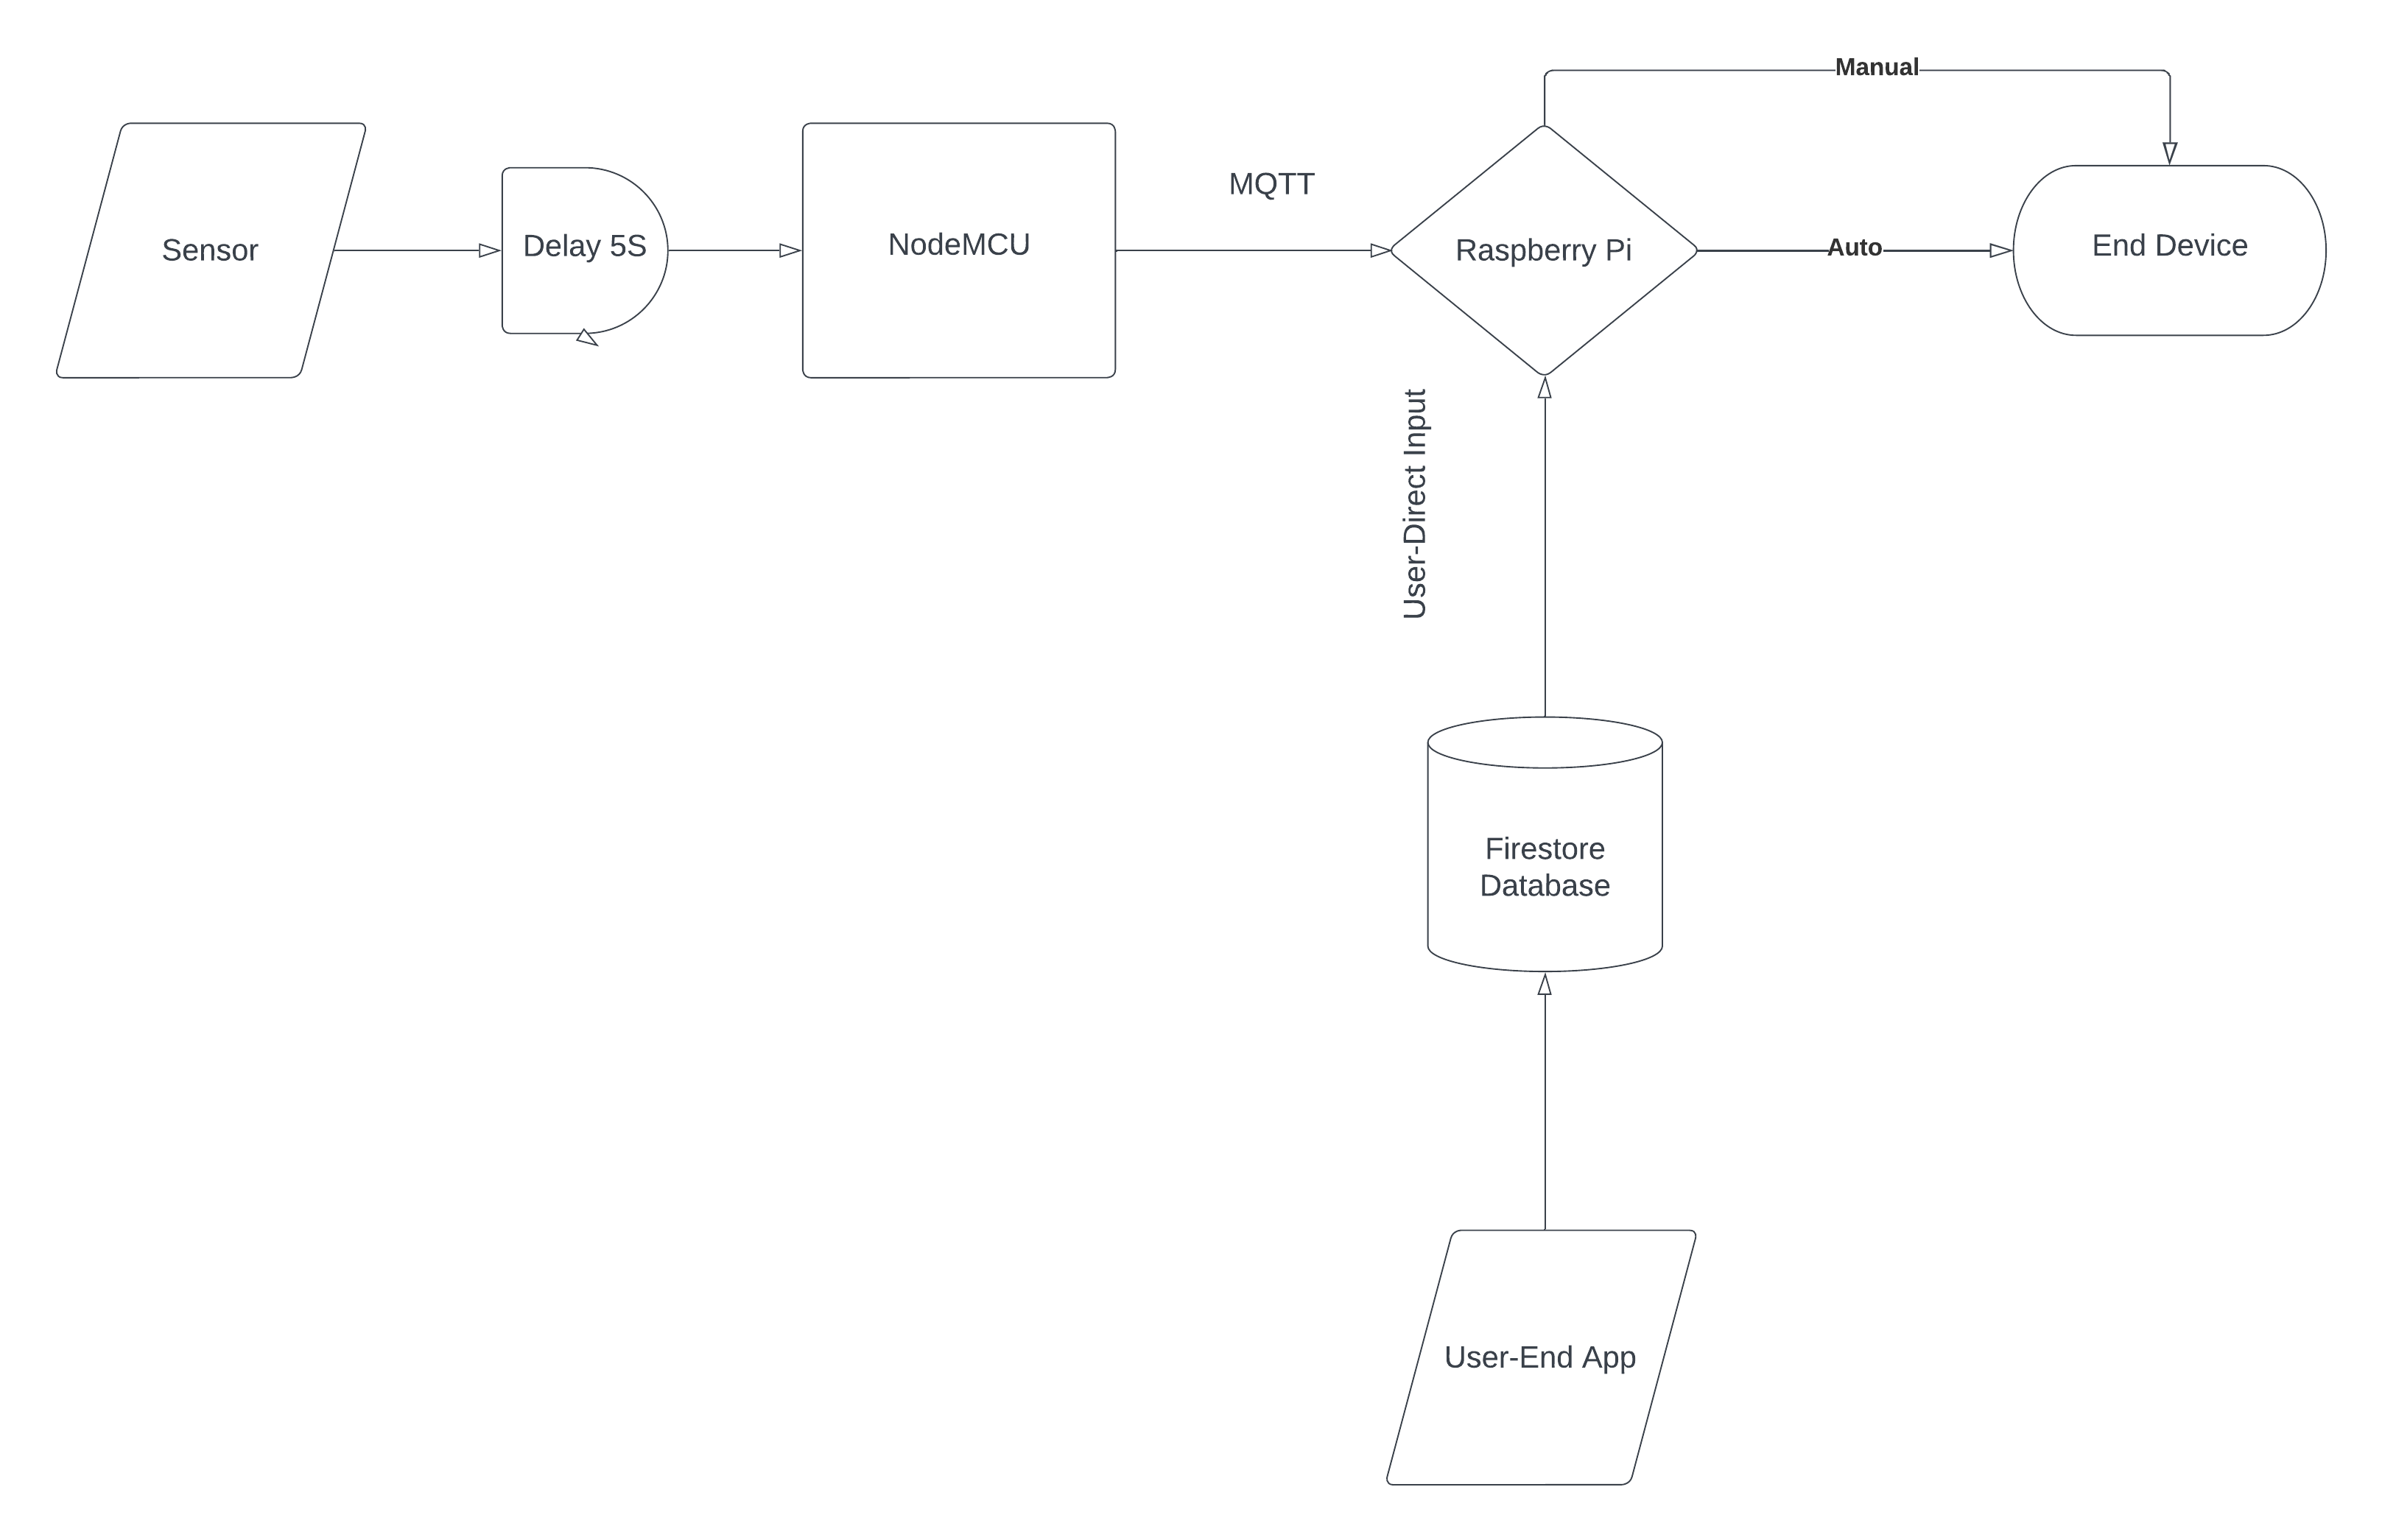 Manual
MQTT
Sensor
Delay 5S
NodeMCU
Raspberry Pi
Auto
End Device
User-Direct Input
Firestore
Database
User-End App